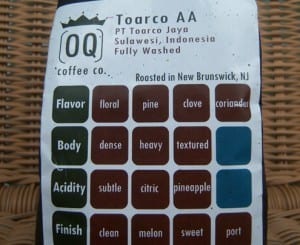 Toarco AA
PT Toarco Jaya
Sulawesi, Indonesia
Fully Washed
OQ
coffee co.
Roasted in New Brunswick, NJ
Flavor floral pine clove coriander
Body dense heavy textured
Acidity subtle citric pineapple
Finish clean melon sweet port